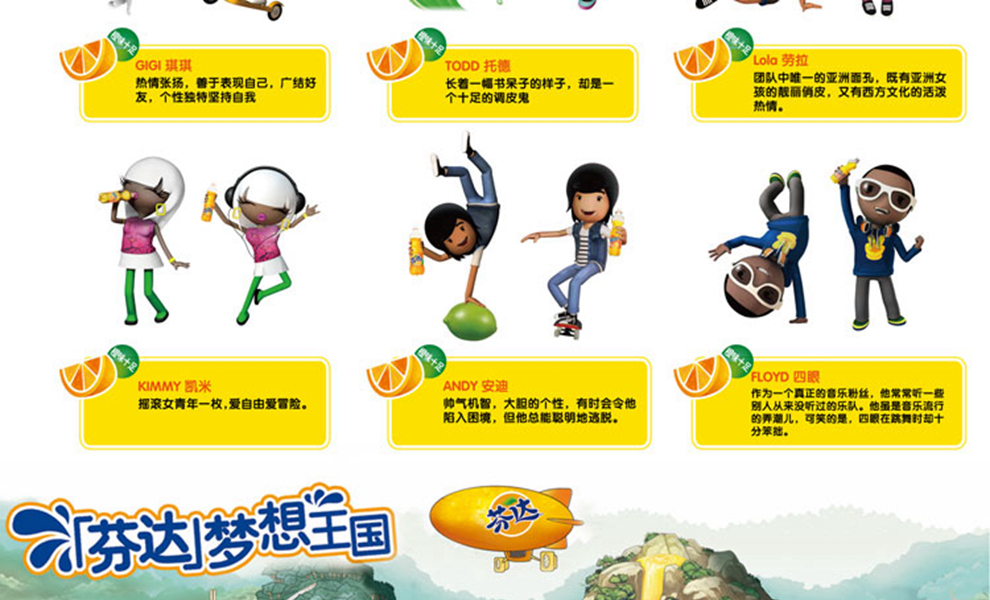 橙味十足
GIGI 琪琪
热情张扬，善于表现自己，广结好
友，个性独特坚持自我
橙味十足
TODD 托德
长着一幅书呆子的样子，却是一
个十足的调皮鬼
橙味十足
Lola 劳拉
团队中唯一的亚洲面孔，既有亚洲女
孩的靓丽俏皮，又有西方文化的活泼
热情。
橙味十足
KIMMY 凯米
摇滚女青年一枚，爱自由爱冒险。
橙味十足
ANDY 安迪
帅气机智，大胆的个性，有时会令他
陷入困境，但他总能聪明地逃脱。
橙味十足
FLOYD 四眼
作为一个真正的音乐粉丝，他常常听一些
别人从来没听过的乐队。他虽是音乐流行
的弄潮儿，可笑的是，四眼在跳舞时却十
分笨拙。
「芬达」梦想王国
芬达